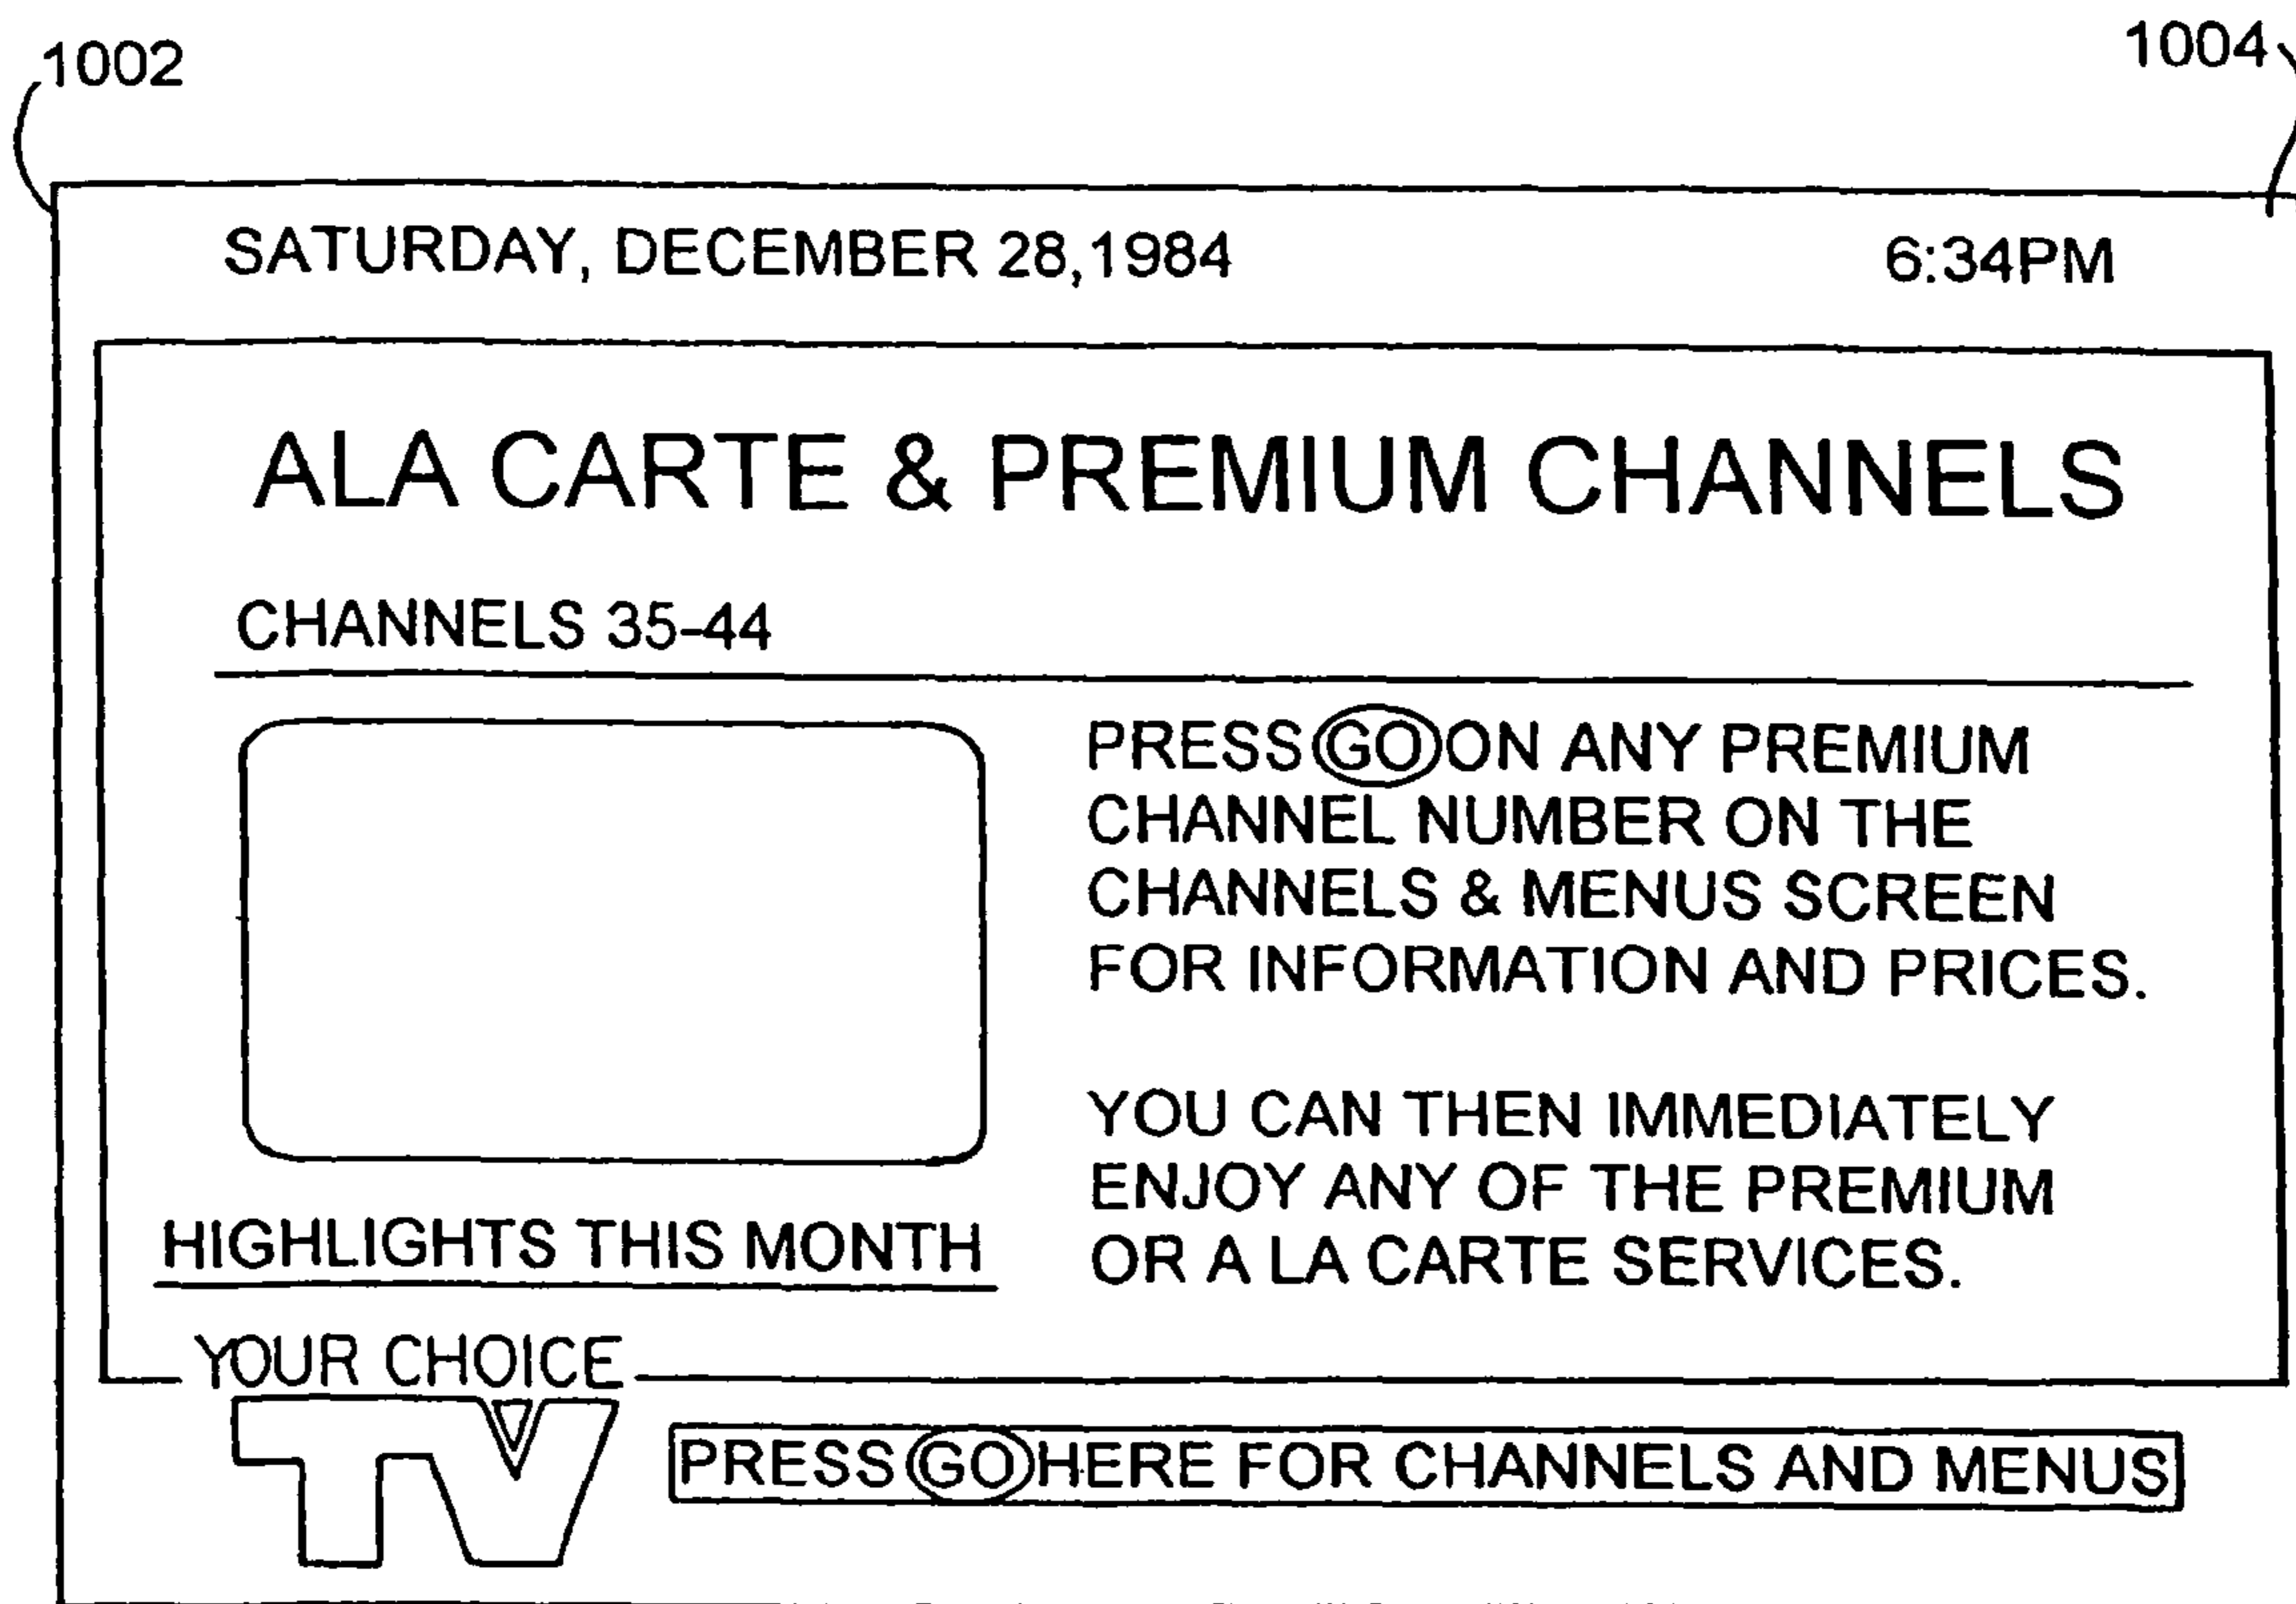 1002
1004
SATURDAY, DECEMBER 28,1984
6:34PM
ALA CARTE & PREMIUM CHANNELS
CHANNELS 35-44
PRESS GO ON ANY PREMIUM
CHANNEL NUMBER ON THE
CHANNELS & MENUS SCREEN
FOR INFORMATION AND PRICES.
YOU CAN THEN IMMEDIATELY
ENJOY ANY OF THE PREMIUM
OR A LA CARTE SERVICES.
HIGHLIGHTS THIS MONTH
YOUR CHOICE
TV
PRESS GO HERE FOR CHANNELS AND MENUS